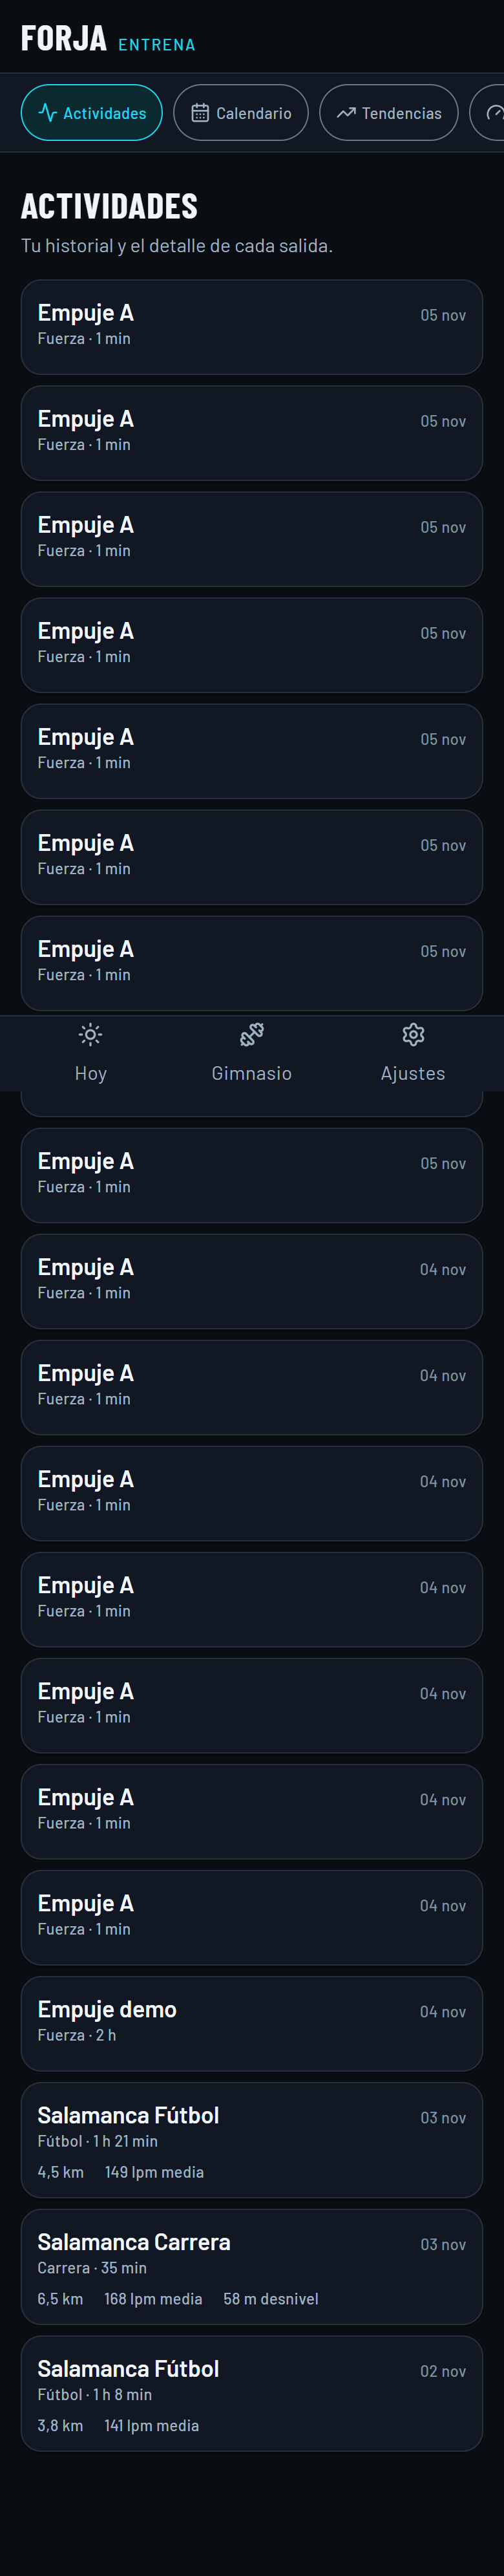 FORJA ENTRENA
Actividades Calendario Tendencias
ACTIVIDADES
Tu historial y el detalle de cada salida.
Empuje A 05 nov
Fuerza · 1 min
Empuje A 05 nov
Fuerza · 1 min
Empuje A 05 nov
Fuerza · 1 min
Empuje A 05 nov
Fuerza · 1 min
Empuje A 05 nov
Fuerza · 1 min
Empuje A 05 nov
Fuerza · 1 min
Empuje A 05 nov
Fuerza · 1 min
Hoy Gimnasio Ajustes
Empuje A 05 nov
Fuerza · 1 min
Empuje A 04 nov
Fuerza · 1 min
Empuje A 04 nov
Fuerza · 1 min
Empuje A 04 nov
Fuerza · 1 min
Empuje A 04 nov
Fuerza · 1 min
Empuje A 04 nov
Fuerza · 1 min
Empuje A 04 nov
Fuerza · 1 min
Empuje A 04 nov
Fuerza · 1 min
Empuje demo 04 nov
Fuerza · 2 h
Salamanca Fútbol 03 nov
Fútbol · 1 h 21 min
4,5 km 149 lpm media
Salamanca Carrera 03 nov
Carrera · 35 min
6,5 km 168 lpm media 58 m desnivel
Salamanca Fútbol 02 nov
Fútbol · 1 h 8 min
3,8 km 141 lpm media